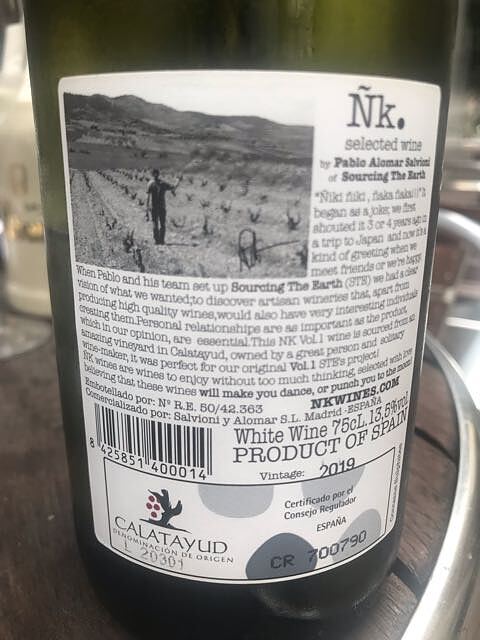 Ñk.
selected wine
by Pablo Alomar Salvioni
of Sourcing The Earth
"Ñiki ñiki, ñaka ñaka!!!" It
began as a joke; we first
shouted it 3 or 4 years ago in
a trip to Japan and now it's a
kind of greeting when we
meet friends or we're happy.
When Pablo and his team set up Sourcing The Earth (STE) we had a clear
vision of what we wanted;to discover artisan wineries that, apart from
producing high quality wines,would also have very interesting individuals
creating them.Personal relationships are as important as the product,
which in our opinion, are essential.This NK Vol.1 wine is sourced from an
amazing vineyard in Calatayud, owned by a great person and solitary
wine-maker, it was perfect for our original Vol.1 STE's project!
NK wines are wines to enjoy without too much thinking, selected with love
believing that these wines will make you dance, or punch you to the moon!
NKWINES.COM
Embotellado por: Nº R.E. 50/42.363
Comercializado por: Salvioni y Alomar S.L. Madrid -ESPAÑA
White Wine 75cL.13,5%vol.
PRODUCT OF SPAIN
Vintage: 2019
8 425851 400014
Certificado por el
Consejo Regulador
ESPAÑA
CALATAYUD
DENOMINACIÓN DE ORIGEN
L 20301
CR 700790